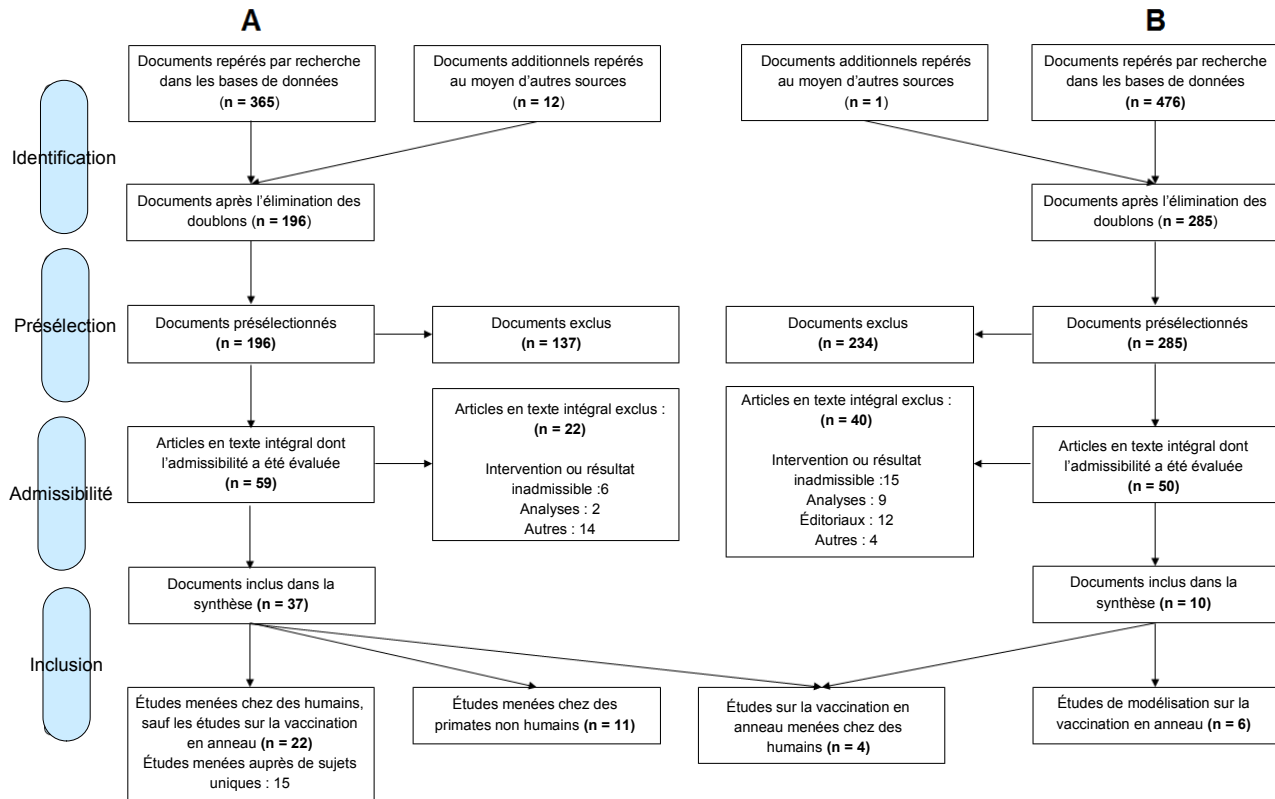 A
B
Documents repérés par recherche
dans les bases de données
(n = 365)
Documents additionnels repérés
au moyen d'autres sources
(n = 12)
Documents additionnels repérés
au moyen d'autres sources
(n = 1)
Documents repérés par recherche
dans les bases de données
(n = 476)
Identification
Documents après l'élimination des
doublons (n = 196)
Documents après l'élimination des
doublons (n = 285)
Présélection
Documents présélectionnés
(n = 196)
Documents exclus
(n = 137)
Documents exclus
(n = 234)
Documents présélectionnés
(n = 285)
Admissibilité
Articles en texte intégral dont
l'admissibilité a été évaluée
(n = 59)
Articles en texte intégral exclus :
(n = 22)
Intervention ou résultat
inadmissible :6
Analyses : 2
Autres : 14
Articles en texte intégral exclus :
(n = 40)
Intervention ou résultat
inadmissible :15
Analyses : 9
Éditoriaux : 12
Autres : 4
Articles en texte intégral dont
l'admissibilité a été évaluée
(n = 50)
Documents inclus dans la
synthèse (n = 37)
Documents inclus dans la
synthèse (n = 10)
Inclusion
Études menées chez des humains,
sauf les études sur la vaccination
en anneau (n = 22)
Études menées auprès de sujets
uniques : 15
Études menées chez des
primates non humains (n = 11)
Études sur la vaccination en
anneau menées chez des
humains (n = 4)
Études de modélisation sur la
vaccination en anneau (n = 6)